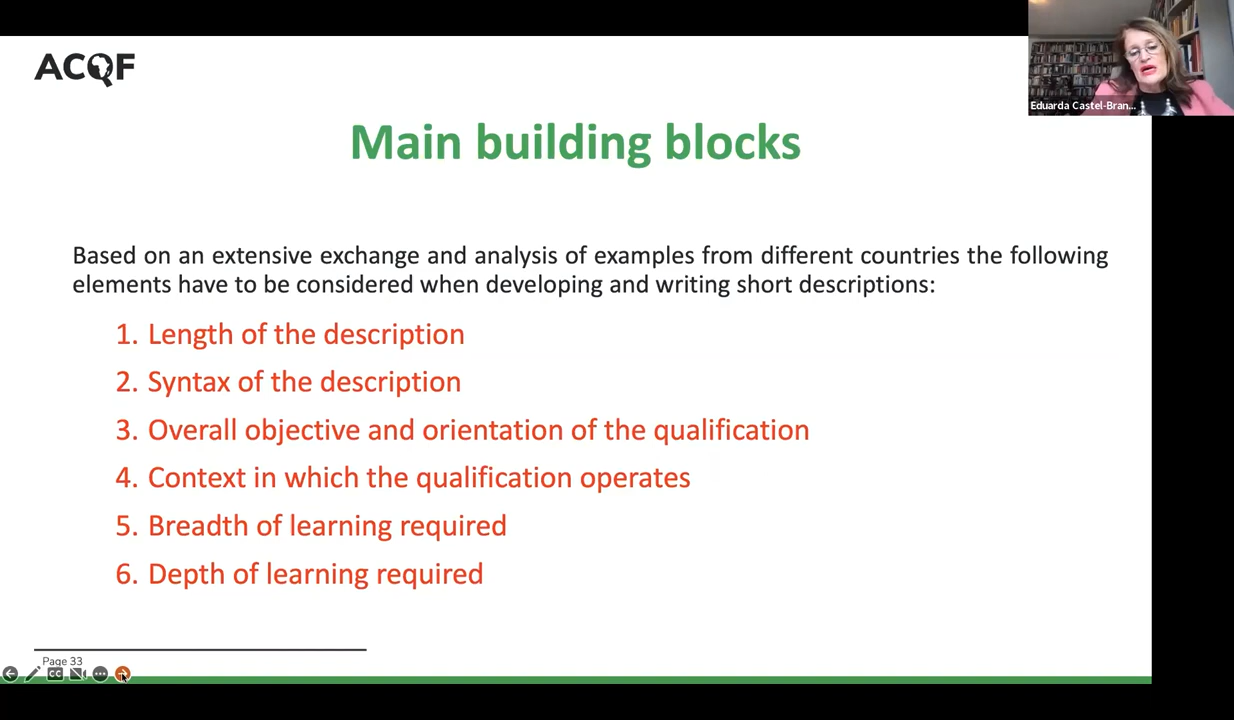 ACQF
Eduarda Castel-Bran...
Main building blocks
Based on an extensive exchange and analysis of examples from different countries the following
elements have to be considered when developing and writing short descriptions:
1. Length of the description
2. Syntax of the description
3. Overall objective and orientation of the qualification
4. Context in which the qualification operates
5. Breadth of learning required
6. Depth of learning required
Page 33
CC